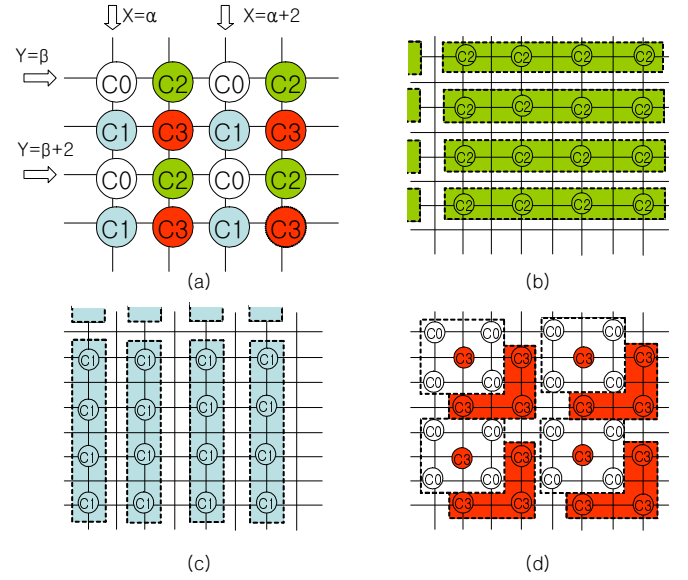 X=α X=α+2
Y=β
C0 C2 C0 C2
C1 C3 C1 C3
Y=β+2
C0 C2 C0 C2
C1 C3 C1 C3
(a)
C2 C2 C2 C2
C2 C2 C2 C2
C2 C2 C2 C2
C2 C2 C2 C2
(b)
C1 C1 C1 C1
C1 C1 C1 C1
C1 C1 C1 C1
C1 C1 C1 C1
(c)
C0 C0 C0 C0
C3 C3 C3 C3
C0 C0 C0 C0
C3 C3 C3 C3
C0 C0 C0 C0
C3 C3 C3 C3
C0 C0 C0 C0
C3 C3 C3 C3
(d)